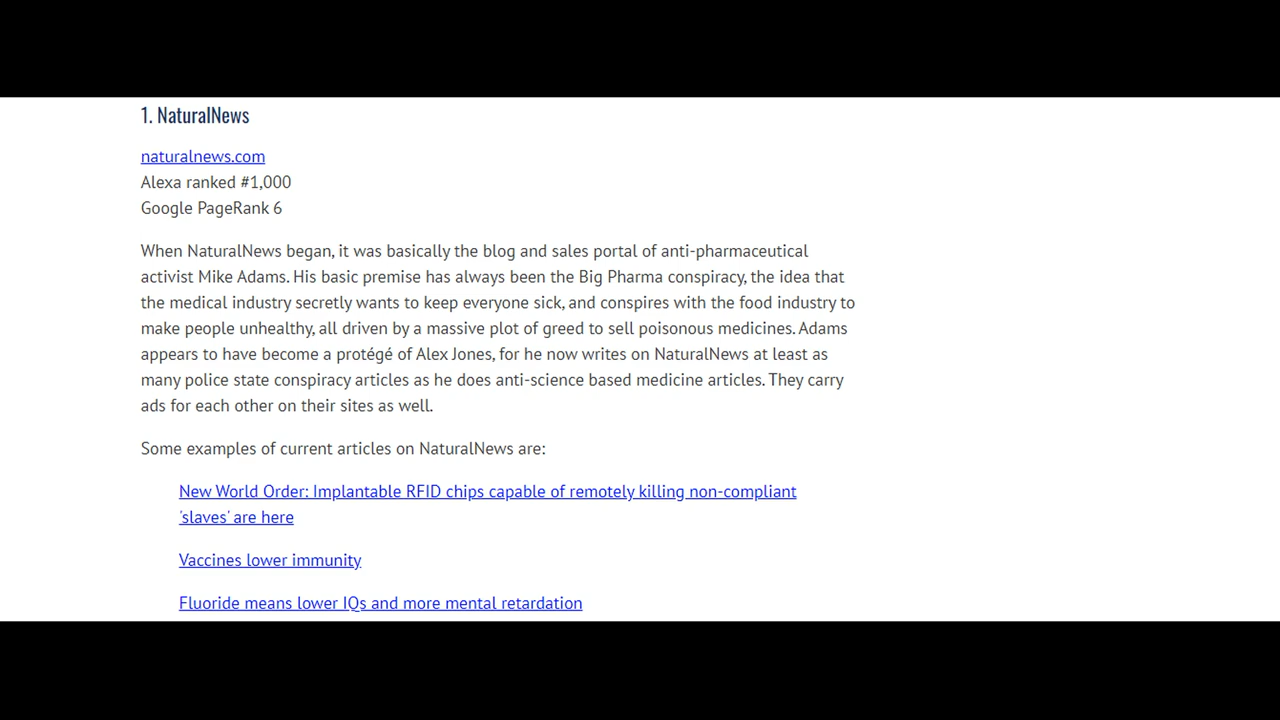 1. NaturalNews
naturalnews.com
Alexa ranked #1,000
Google PageRank 6
When NaturalNews began, it was basically the blog and sales portal of anti-pharmaceutical
activist Mike Adams. His basic premise has always been the Big Pharma conspiracy, the idea that
the medical industry secretly wants to keep everyone sick, and conspires with the food industry to
make people unhealthy, all driven by a massive plot of greed to sell poisonous medicines. Adams
appears to have become a protégé of Alex Jones, for he now writes on NaturalNews at least as
many police state conspiracy articles as he does anti-science based medicine articles. They carry
ads for each other on their sites as well.
Some examples of current articles on NaturalNews are:
New World Order: Implantable RFID chips capable of remotely killing non-compliant
'slaves' are here
Vaccines lower immunity
Fluoride means lower IQs and more mental retardation